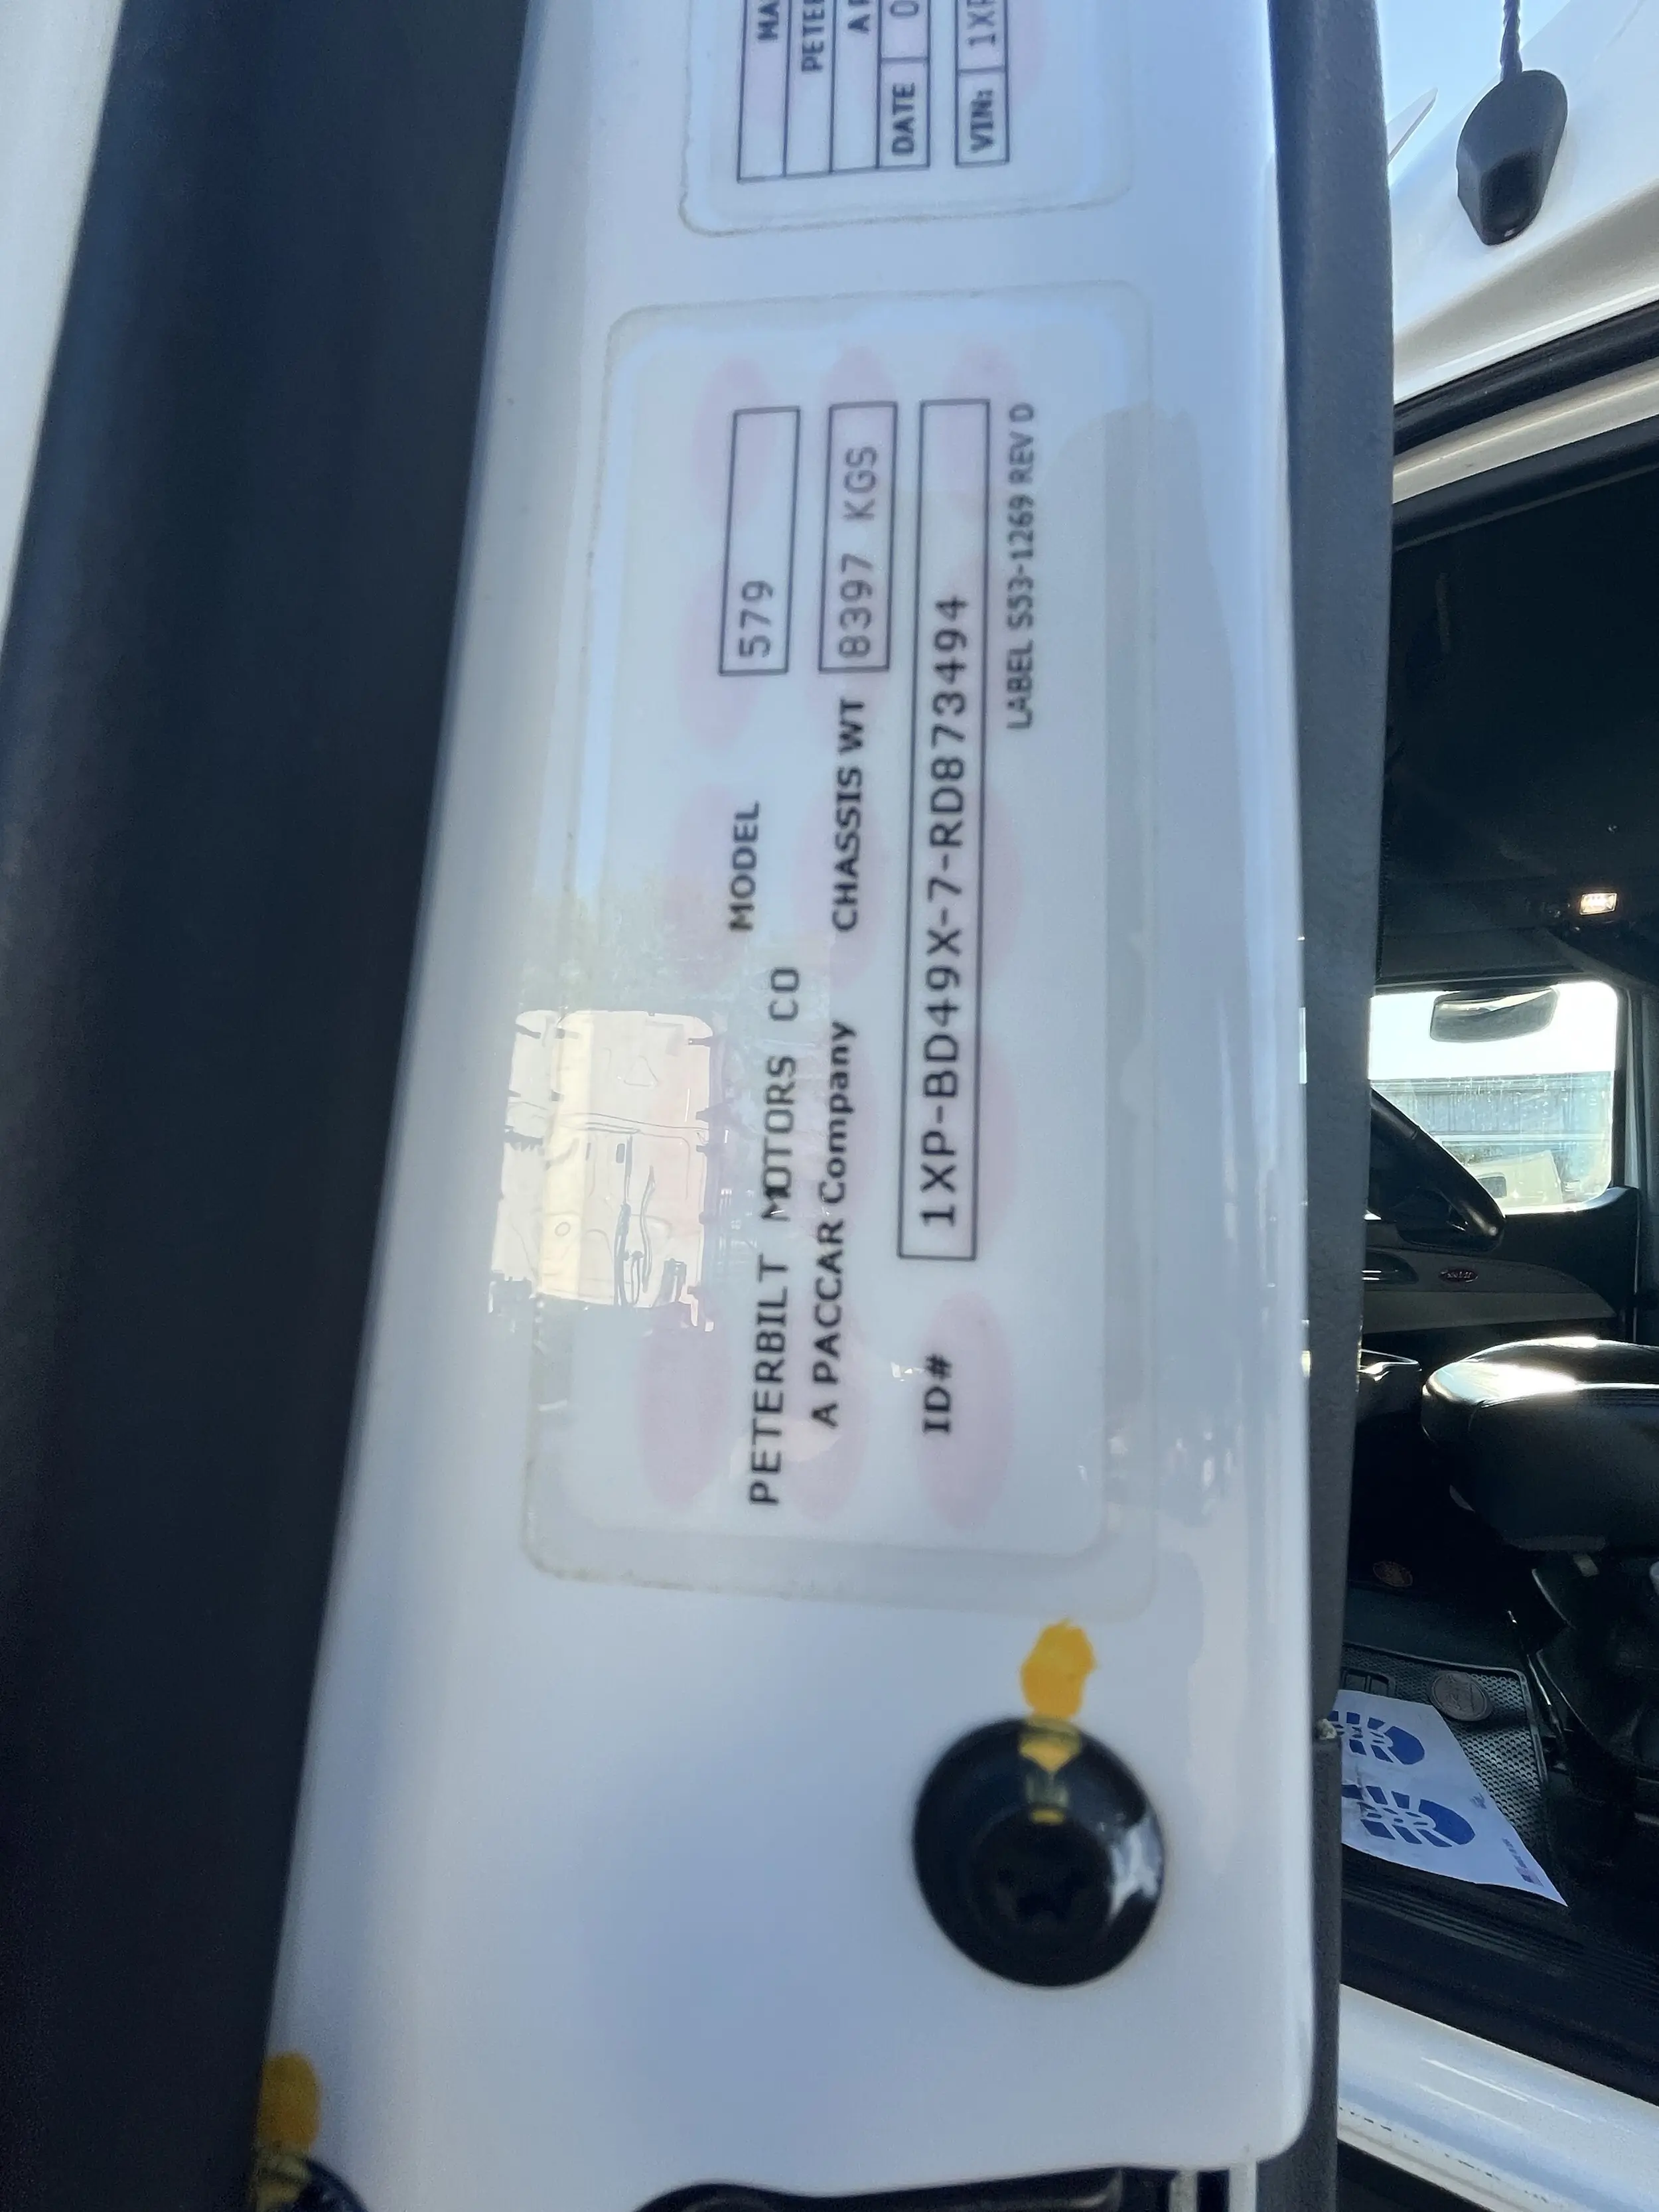 PETERBILT MOTORS CO
MODEL
579
A PACCAR Company
CHASSIS WT
8397 KGS
ID#
1XP-BD49X-7-RD873494
LABEL S53-1269 REV D
DATE 0
VIN: